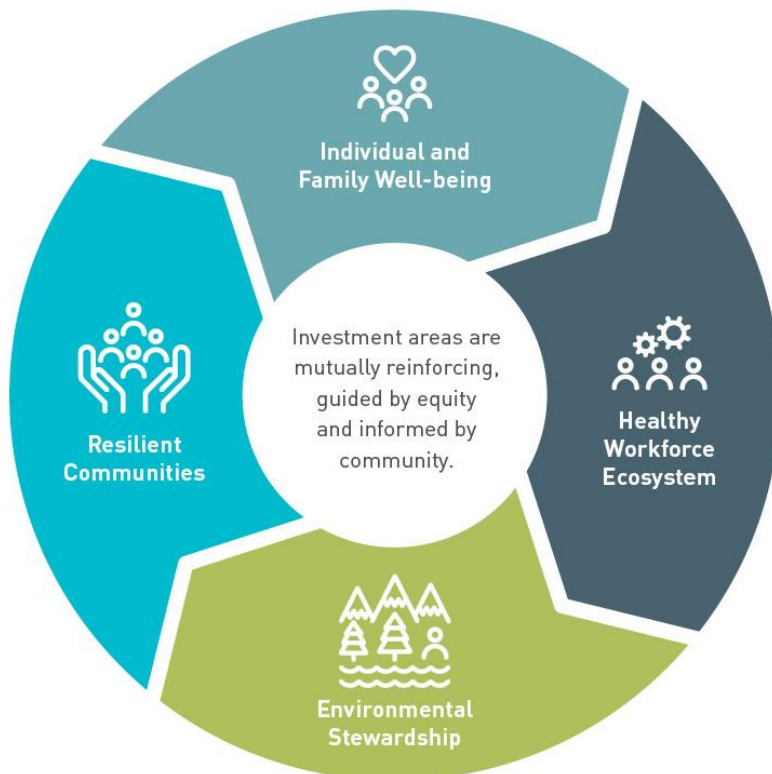 Individual and
Family Well-being
Healthy
Workforce
Ecosystem
Environmental
Stewardship
Resilient
Communities
Investment areas are
mutually reinforcing,
guided by equity
and informed by
community.